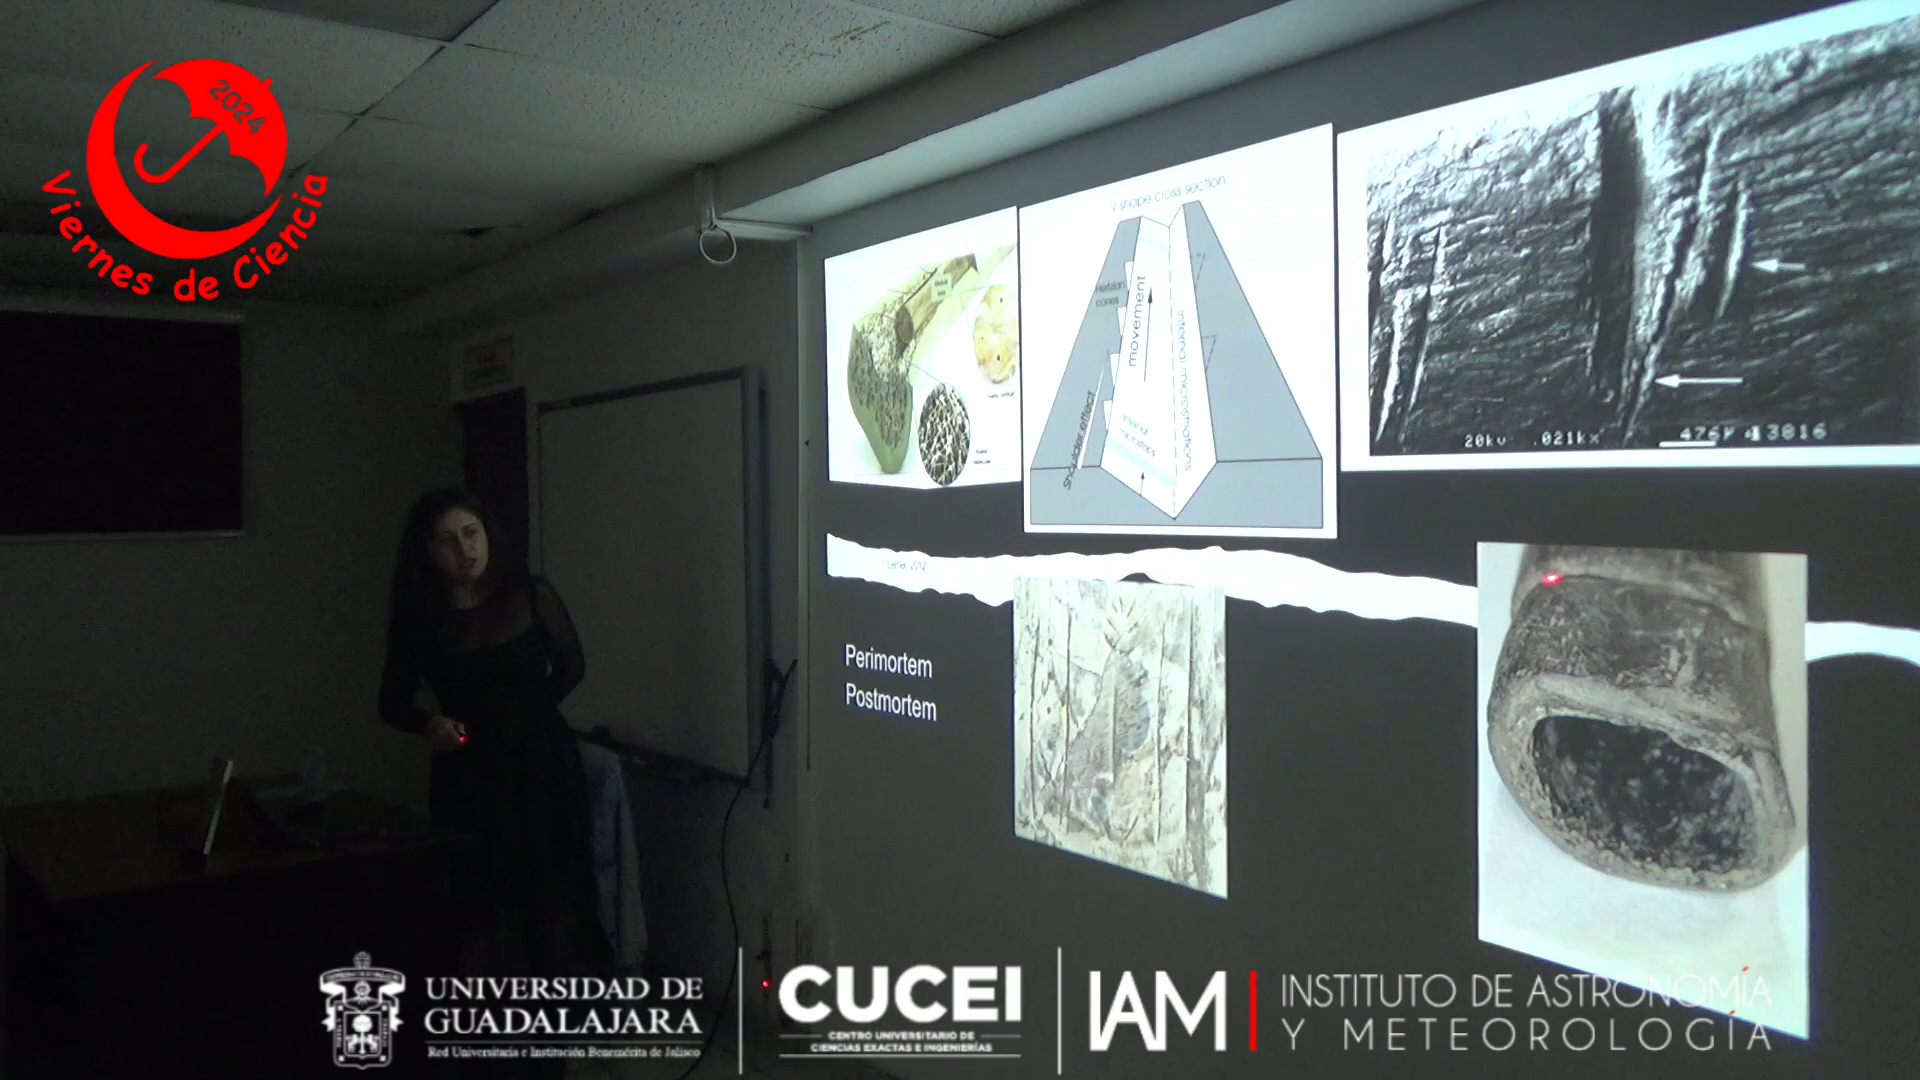 2024
Viernes de Ciencia
V-shape cross section
Hertzian
cones
movement
internal microstriations
Shoulder effect
20kv .021kx 476μ 43816
Perimortem
Postmortem
UNIVERSIDAD DE
GUADALAJARA
Red Universitaria e Institución Benemérita de Jalisco
CUCEI
CENTRO UNIVERSITARIO DE
CIENCIAS EXACTAS E INGENIERÍAS
IAM
INSTITUTO DE ASTRONOMÍA
Y METEOROLOGÍA